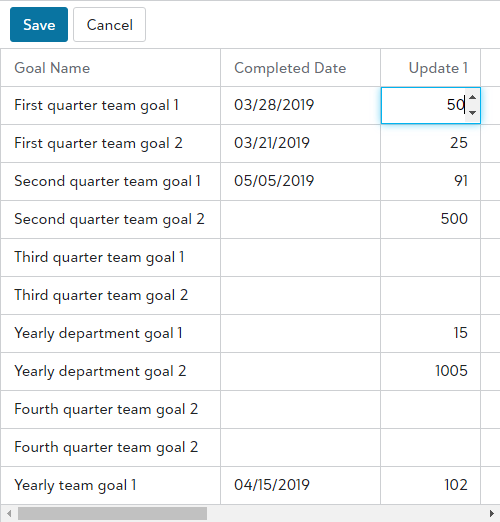 Save Cancel
Goal Name Completed Date Update 1
First quarter team goal 1 03/28/2019 50
First quarter team goal 2 03/21/2019 25
Second quarter team goal 1 05/05/2019 91
Second quarter team goal 2 500
Third quarter team goal 1
Third quarter team goal 2
Yearly department goal 1 15
Yearly department goal 2 1005
Fourth quarter team goal 2
Fourth quarter team goal 2
Yearly team goal 1 04/15/2019 102